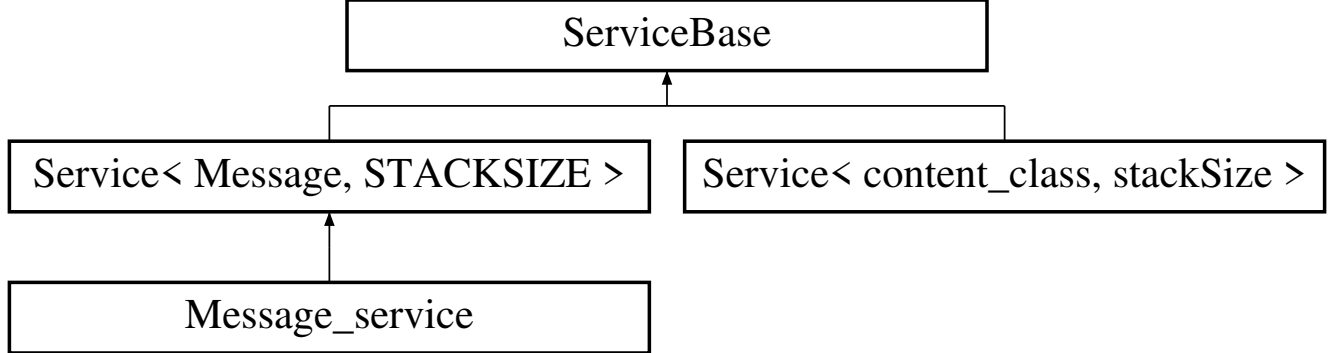 ServiceBase
Service< Message, STACKSIZE >
Service< content_class, stackSize >
Message_service